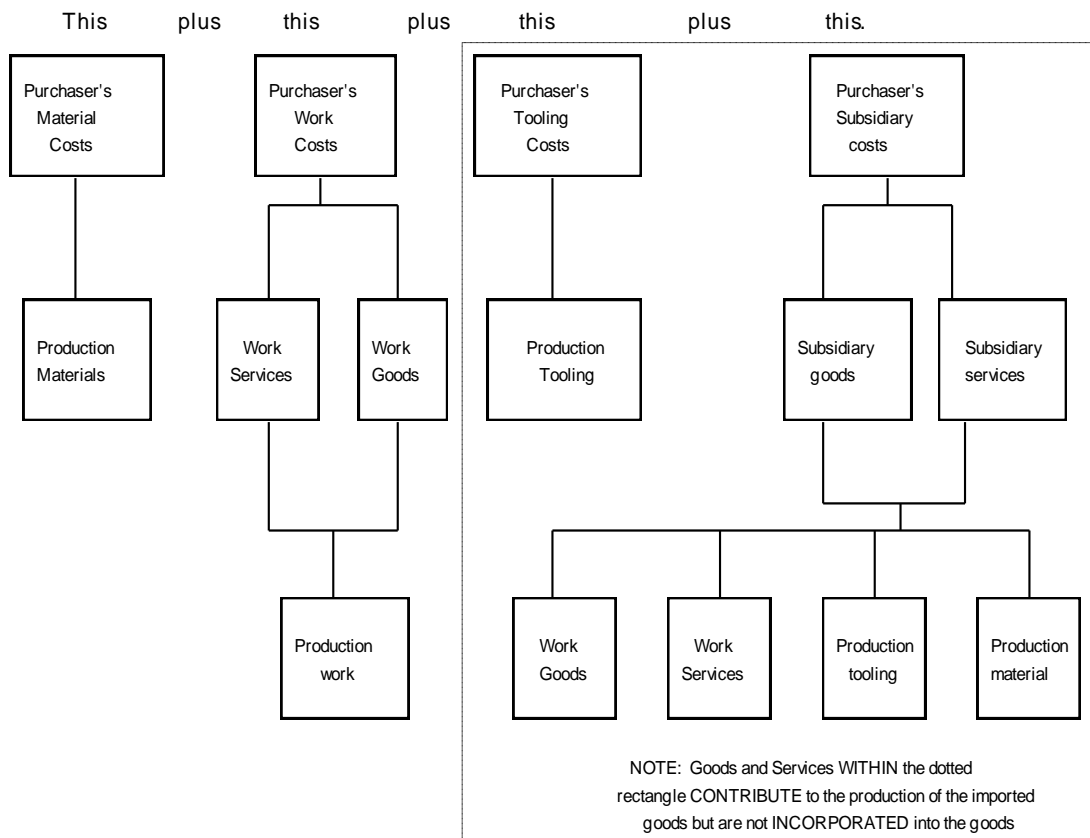 This plus this plus this plus this.
Purchaser's
Material
Costs
Purchaser's
Work
Costs
Purchaser's
Tooling
Costs
Purchaser's
Subsidiary
costs
Production
Materials
Work
Services
Work
Goods
Production
Tooling
Subsidiary
goods
Subsidiary
services
Production
work
Work
Goods
Work
Services
Production
tooling
Production
material
NOTE: Goods and Services WITHIN the dotted
rectangle CONTRIBUTE to the production of the imported
goods but are not INCORPORATED into the goods